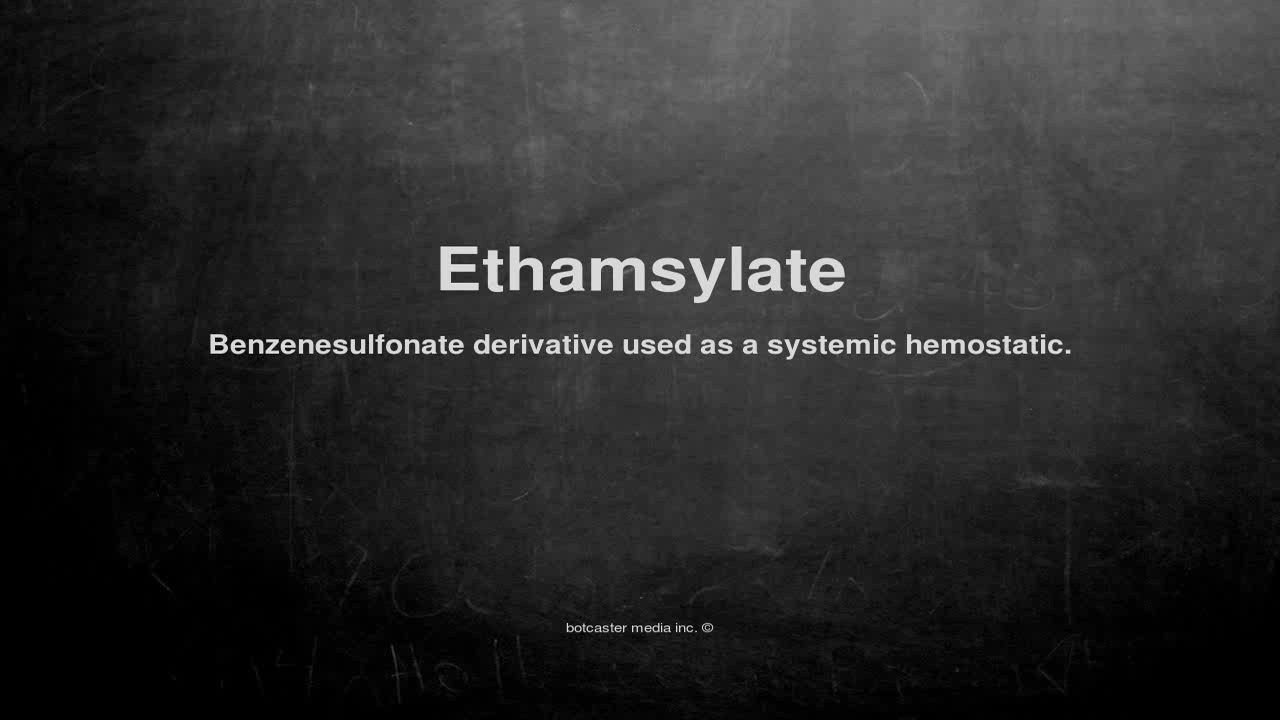 Ethamsylate
Benzenesulfonate derivative used as a systemic hemostatic.
botcaster media inc. ©